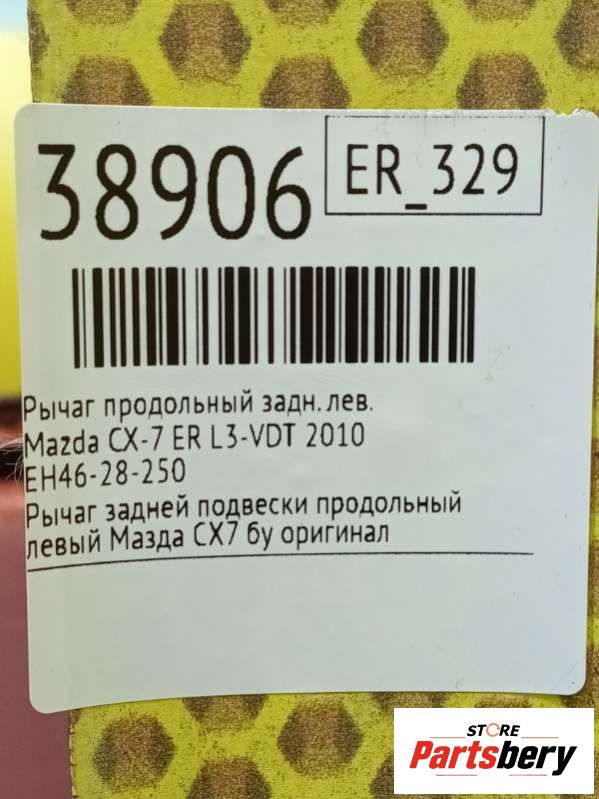 38906
ER_329
Рычаг продольный задн.лев.
Mazda CX-7 ER L3-VDT 2010
EH46-28-250
Рычаг задней подвески продольный
левый Мазда CX7 бу оригинал
STORE
Partsbery